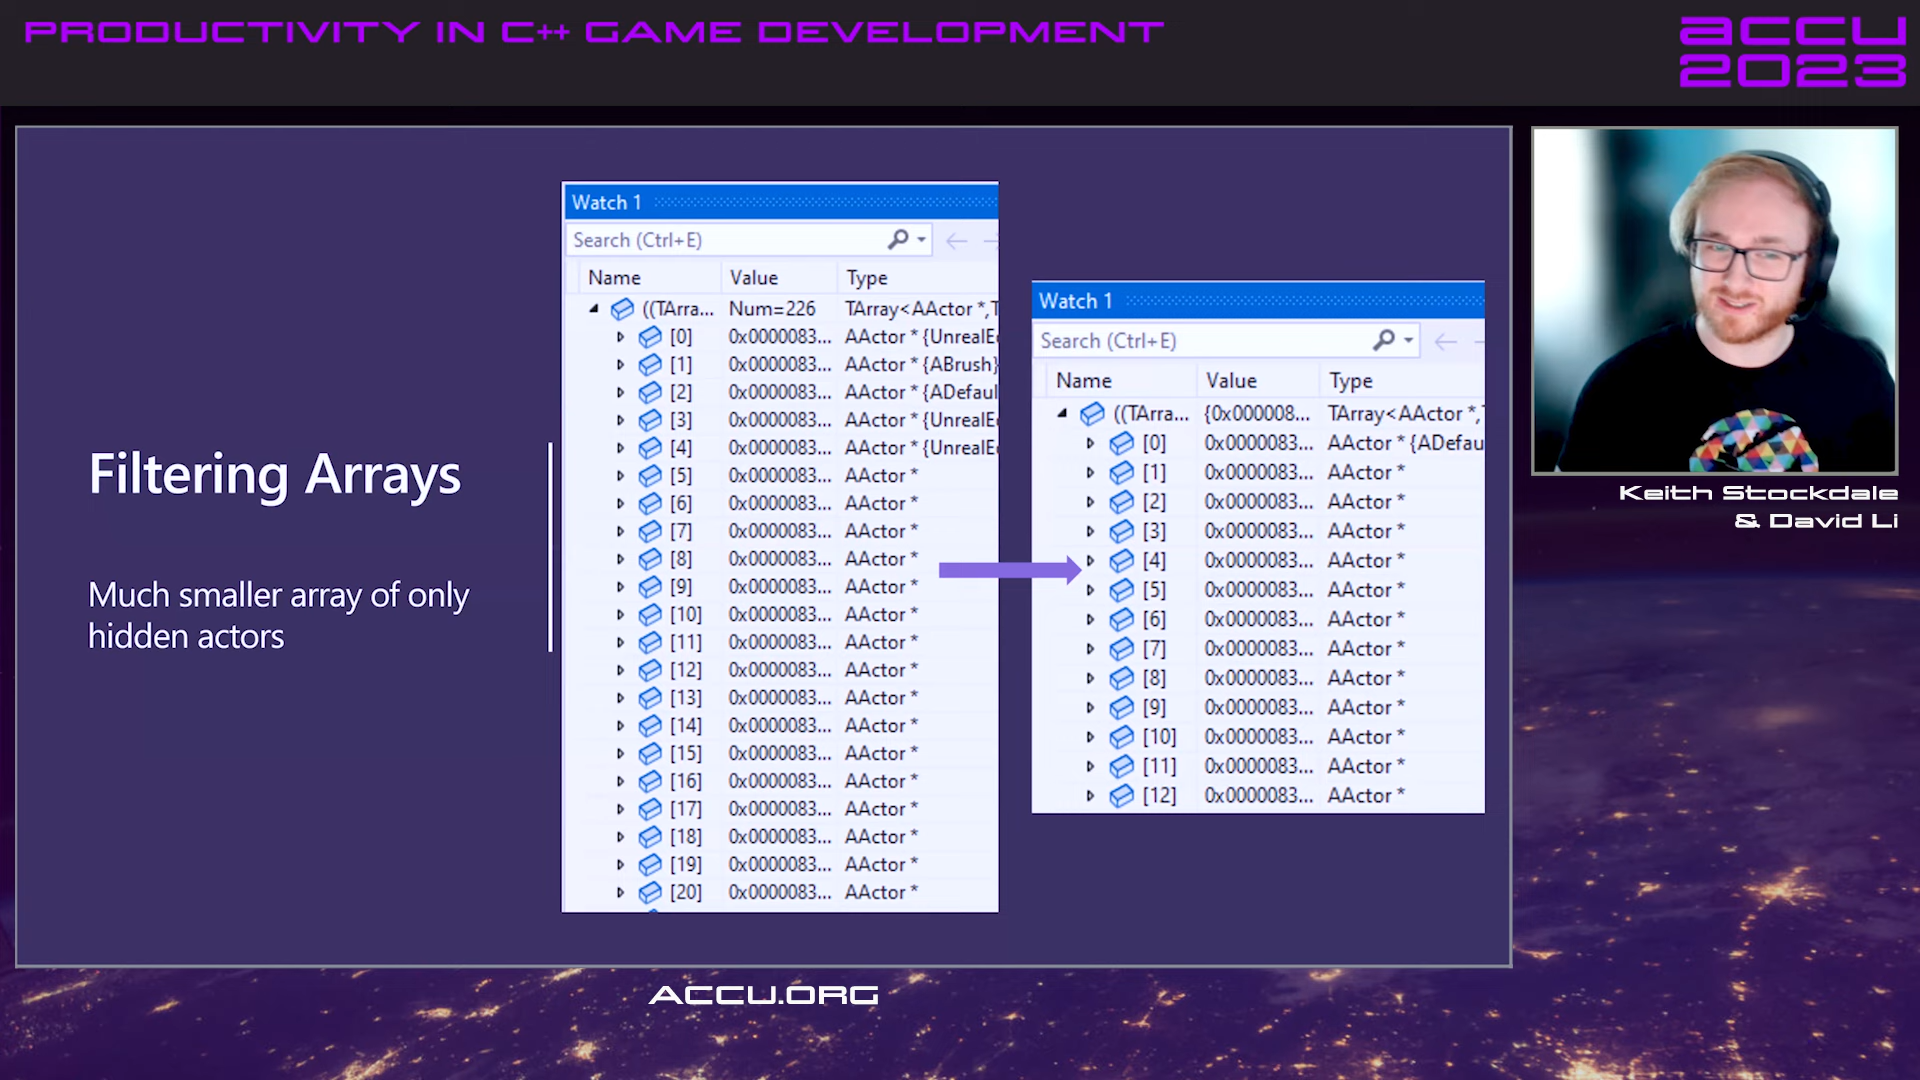 PRODUCTIVITY IN C++ GAME DEVELOPMENT
accu
2023
Filtering Arrays
Much smaller array of only
hidden actors
Watch 1
Search (Ctrl+E)
Name Value Type
((TArra... Num=226 TArray<AActor *,T
[0] 0x0000083... AActor * {UnrealEd
[1] 0x0000083... AActor * {ABrush}
[2] 0x0000083... AActor * {ADefaul
[3] 0x0000083... AActor * {UnrealEd
[4] 0x0000083... AActor * {UnrealEd
[5] 0x0000083... AActor *
[6] 0x0000083... AActor *
[7] 0x0000083... AActor *
[8] 0x0000083... AActor *
[9] 0x0000083... AActor *
[10] 0x0000083... AActor *
[11] 0x0000083... AActor *
[12] 0x0000083... AActor *
[13] 0x0000083... AActor *
[14] 0x0000083... AActor *
[15] 0x0000083... AActor *
[16] 0x0000083... AActor *
[17] 0x0000083... AActor *
[18] 0x0000083... AActor *
[19] 0x0000083... AActor *
[20] 0x0000083... AActor *
Watch 1
Search (Ctrl+E)
Name Value Type
((TArra... {0x000008... TArray<AActor *,T
[0] 0x0000083... AActor * {ADefau
[1] 0x0000083... AActor *
[2] 0x0000083... AActor *
[3] 0x0000083... AActor *
[4] 0x0000083... AActor *
[5] 0x0000083... AActor *
[6] 0x0000083... AActor *
[7] 0x0000083... AActor *
[8] 0x0000083... AActor *
[9] 0x0000083... AActor *
[10] 0x0000083... AActor *
[11] 0x0000083... AActor *
[12] 0x0000083... AActor *
Keith Stockdale
& David Li
ACCU.ORG